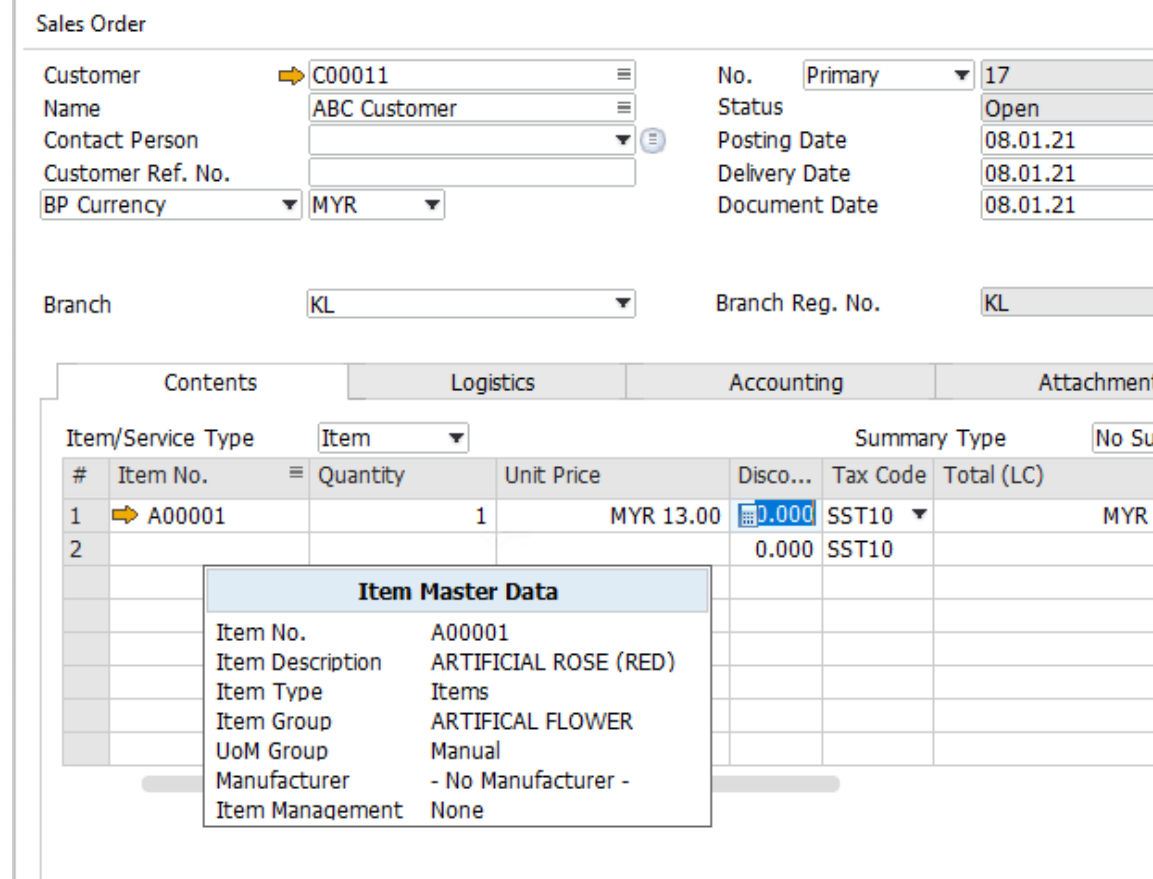 Sales Order
Customer C00011 No. Primary 17
Name ABC Customer Status Open
Contact Person Posting Date 08.01.21
Customer Ref. No. Delivery Date 08.01.21
BP Currency MYR Document Date 08.01.21
Branch KL Branch Reg. No. KL
Contents Logistics Accounting Attachment
Item/Service Type Item Summary Type No Su
# Item No. Quantity Unit Price Disco... Tax Code Total (LC)
1 A00001 1 MYR 13.00 0.000 SST10 MYR
2 0.000 SST10
Item Master Data
Item No. A00001
Item Description ARTIFICIAL ROSE (RED)
Item Type Items
Item Group ARTIFICAL FLOWER
UoM Group Manual
Manufacturer - No Manufacturer -
Item Management None